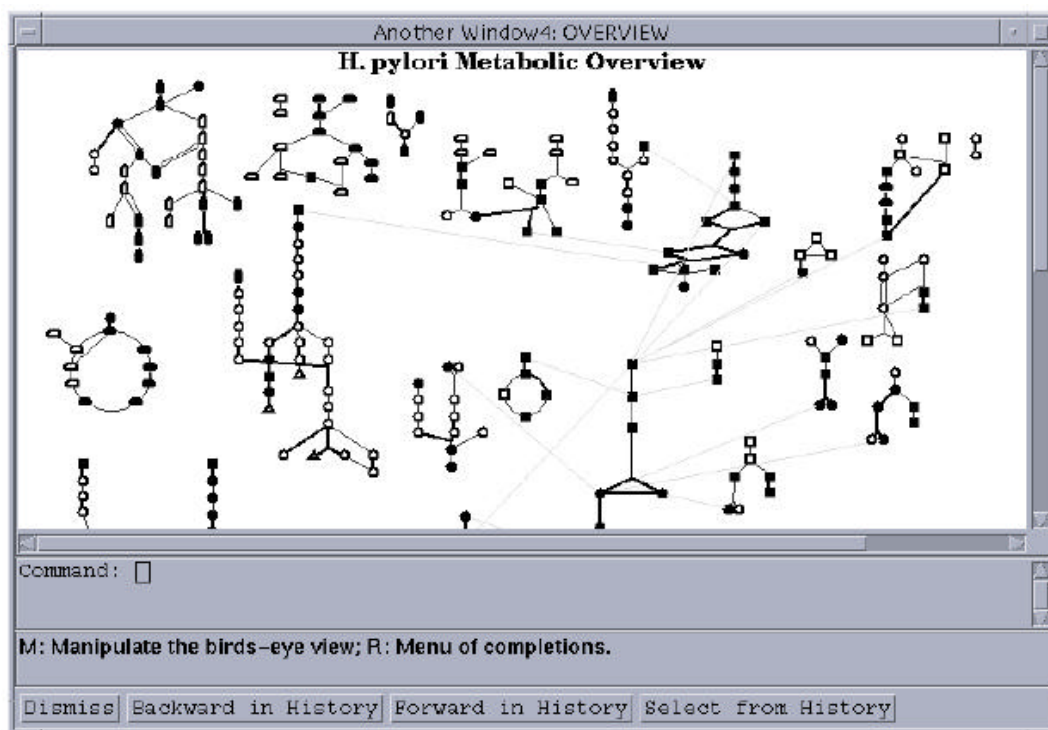 Another Window4: OVERVIEW
H. pylori Metabolic Overview
Command:
M: Manipulate the birds-eye view; R: Menu of completions.
Dismiss Backward in History Forward in History Select from History